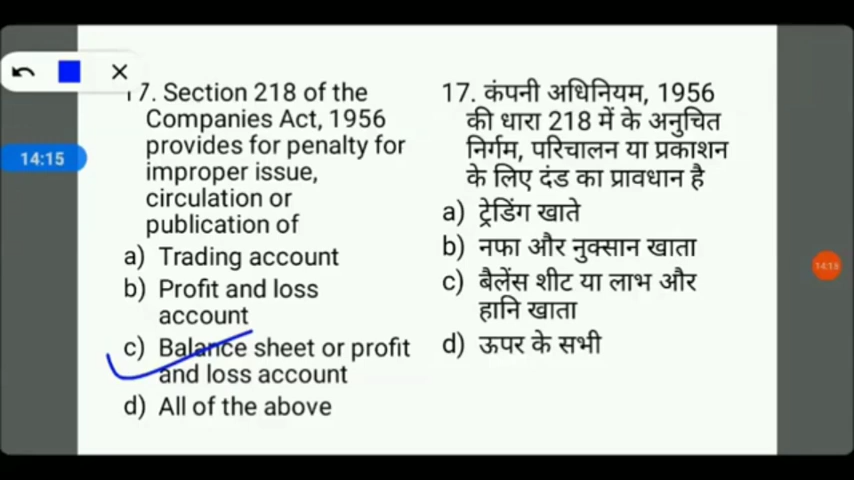 17. Section 218 of the
Companies Act, 1956
provides for penalty for
improper issue,
circulation or
publication of
a) Trading account
b) Profit and loss
account
c) Balance sheet or profit
and loss account
d) All of the above
17. कंपनी अधिनियम, 1956
की धारा 218 में के अनुचित
निर्गम, परिचालन या प्रकाशन
के लिए दंड का प्रावधान है
a) ट्रेडिंग खाते
b) नफा और नुक्सान खाता
c) बैलेंस शीट या लाभ और
हानि खाता
d) ऊपर के सभी
14:15